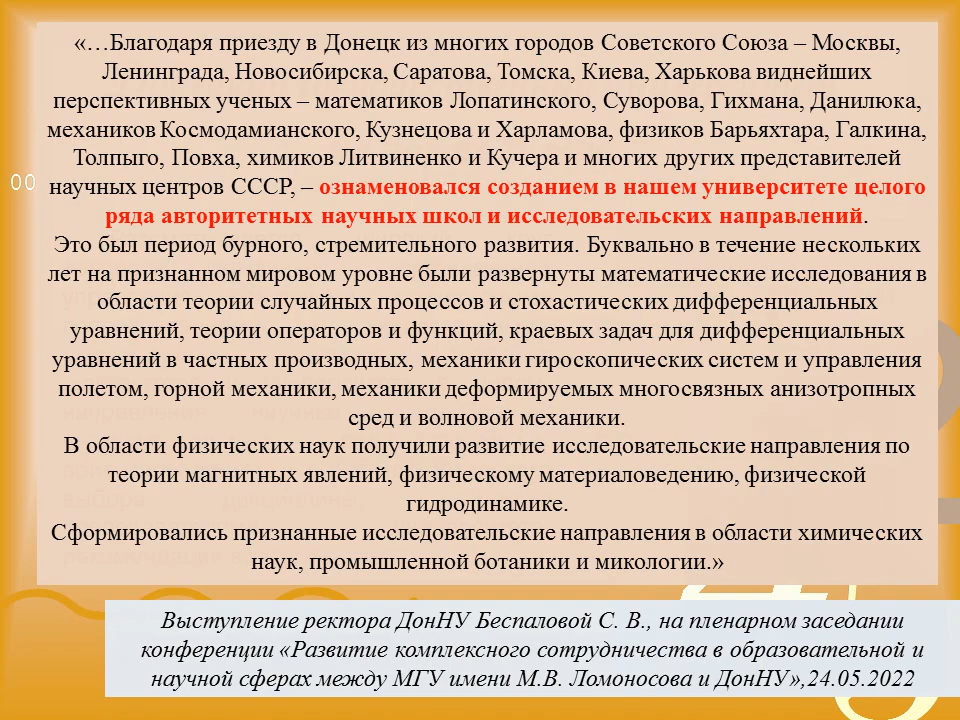 «…Благодаря приезду в Донецк из многих городов Советского Союза – Москвы,
Ленинграда, Новосибирска, Саратова, Томска, Киева, Харькова виднейших
перспективных ученых – математиков Лопатинского, Суворова, Гихмана, Данилюка,
механиков Космодамианского, Кузнецова и Харламова, физиков Барьяхтара, Галкина,
Толпыго, Повха, химиков Литвиненко и Кучера и многих других представителей
научных центров СССР, – ознаменовался созданием в нашем университете целого
ряда авторитетных научных школ и исследовательских направлений.
Это был период бурного, стремительного развития. Буквально в течение нескольких
лет на признанном мировом уровне были развернуты математические исследования в
области теории случайных процессов и стохастических дифференциальных
уравнений, теории операторов и функций, краевых задач для дифференциальных
уравнений в частных производных, механики гироскопических систем и управления
полетом, горной механики, механики деформируемых многосвязных анизотропных
сред и волновой механики.
В области физических наук получили развитие исследовательские направления по
теории магнитных явлений, физическому материаловедению, физической
гидродинамике.
Сформировались признанные исследовательские направления в области химических
наук, промышленной ботаники и микологии.»
Выступление ректора ДонНУ Беспаловой С. В., на пленарном заседании
конференции «Развитие комплексного сотрудничества в образовательной и
научной сферах между МГУ имени М.В. Ломоносова и ДонНУ»,24.05.2022